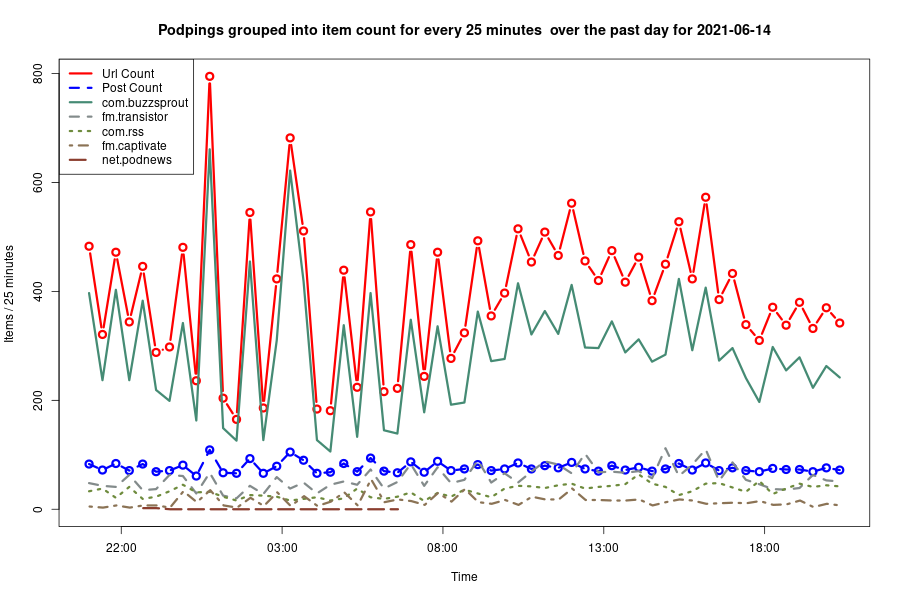 Podpings grouped into item count for every 25 minutes  over the past day for 2021-06-14
Url Count
Post Count
com.buzzsprout
fm.transistor
com.rss
fm.captivate
net.podnews
800
600
400
200
0
Items / 25 minutes
22:00 03:00 08:00 13:00 18:00
Time